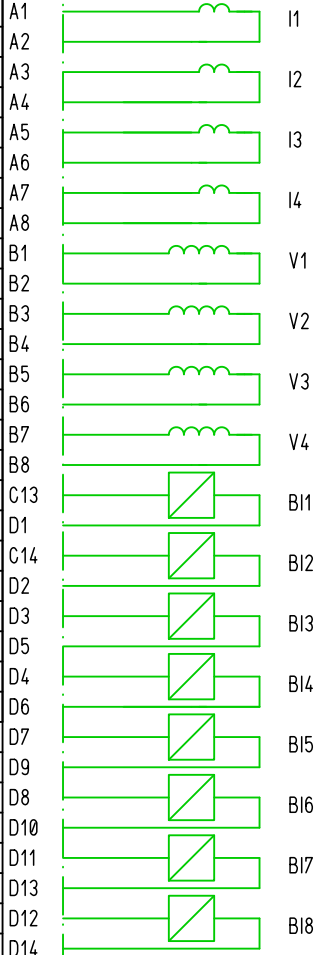 A1
I1
A2
A3
I2
A4
A5
I3
A6
A7
I4
A8
B1
V1
B2
B3
V2
B4
B5
V3
B6
B7
V4
B8
C13
BI1
D1
C14
BI2
D2
D3
BI3
D5
D4
BI4
D6
D7
BI5
D9
D8
BI6
D10
D11
BI7
D13
D12
BI8
D14